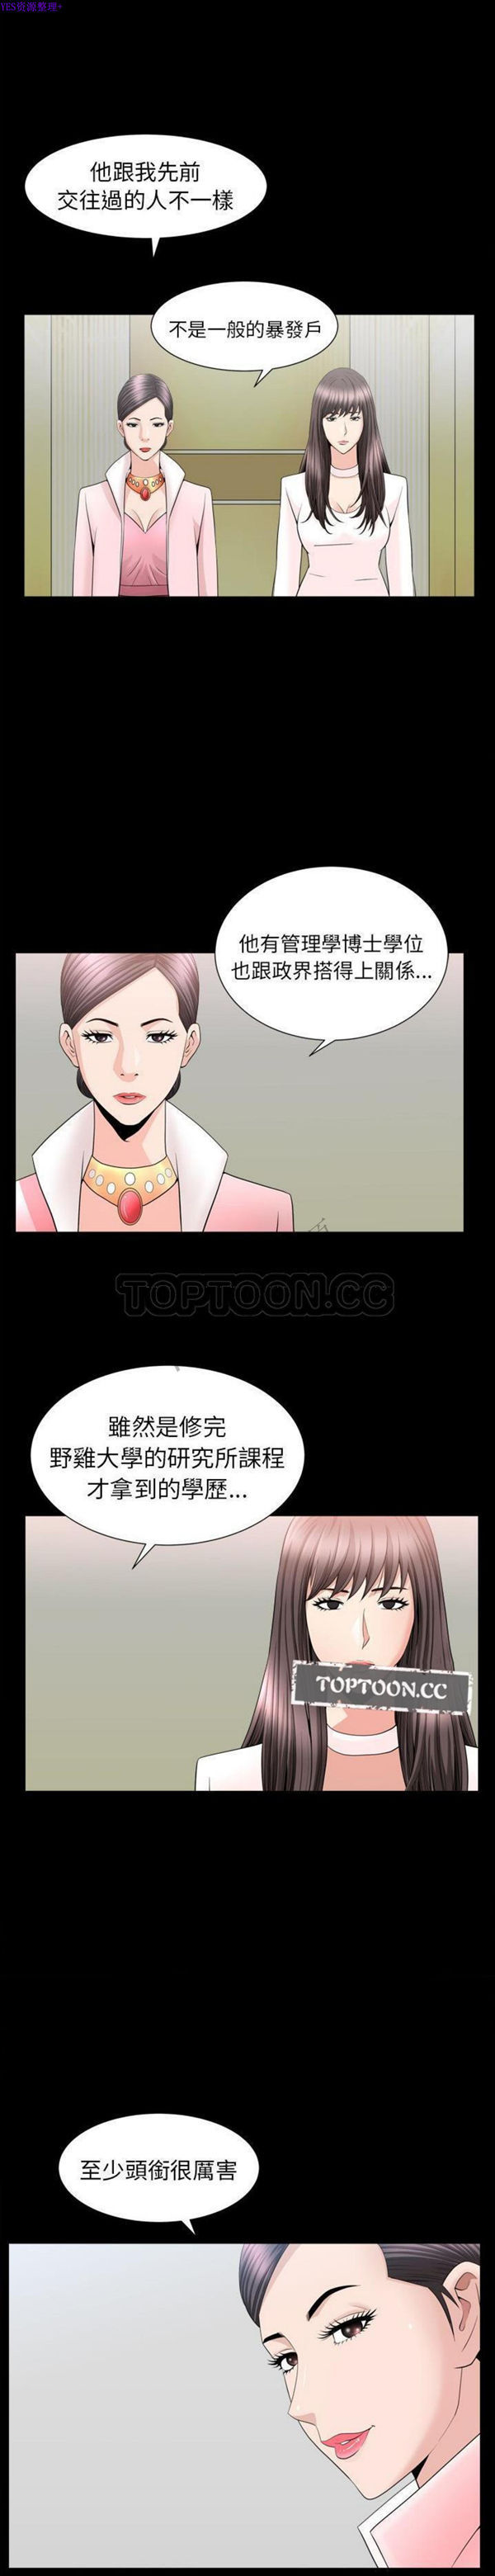 YES资源整理+
他跟我先前
交往過的人不一樣
不是一般的暴發戶
他有管理學博士學位
也跟政界搭得上關係...
TOPTOON.CC
雖然是修完
野雞大學的研究所課程
才拿到的學歷...
TOPTOON.CC
至少頭銜很厲害